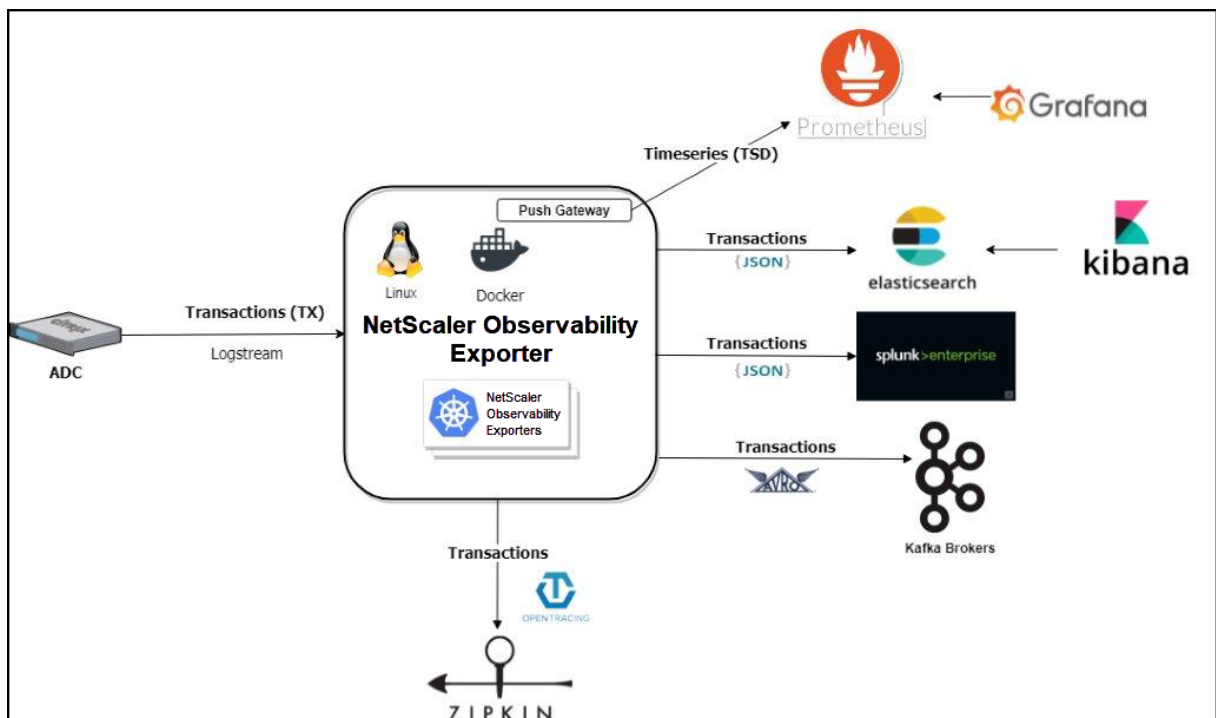 Prometheus
Grafana
Timeseries (TSD)
Push Gateway
Linux
Docker
NetScaler Observability
Exporter
NetScaler
Observability
Exporters
citrix
ADC
Transactions (TX)
Logstream
Transactions
{JSON}
elasticsearch
kibana
Transactions
{JSON}
splunk>enterprise
Transactions
AVRO
Kafka Brokers
Transactions
OPENTRACING
ZIPKIN